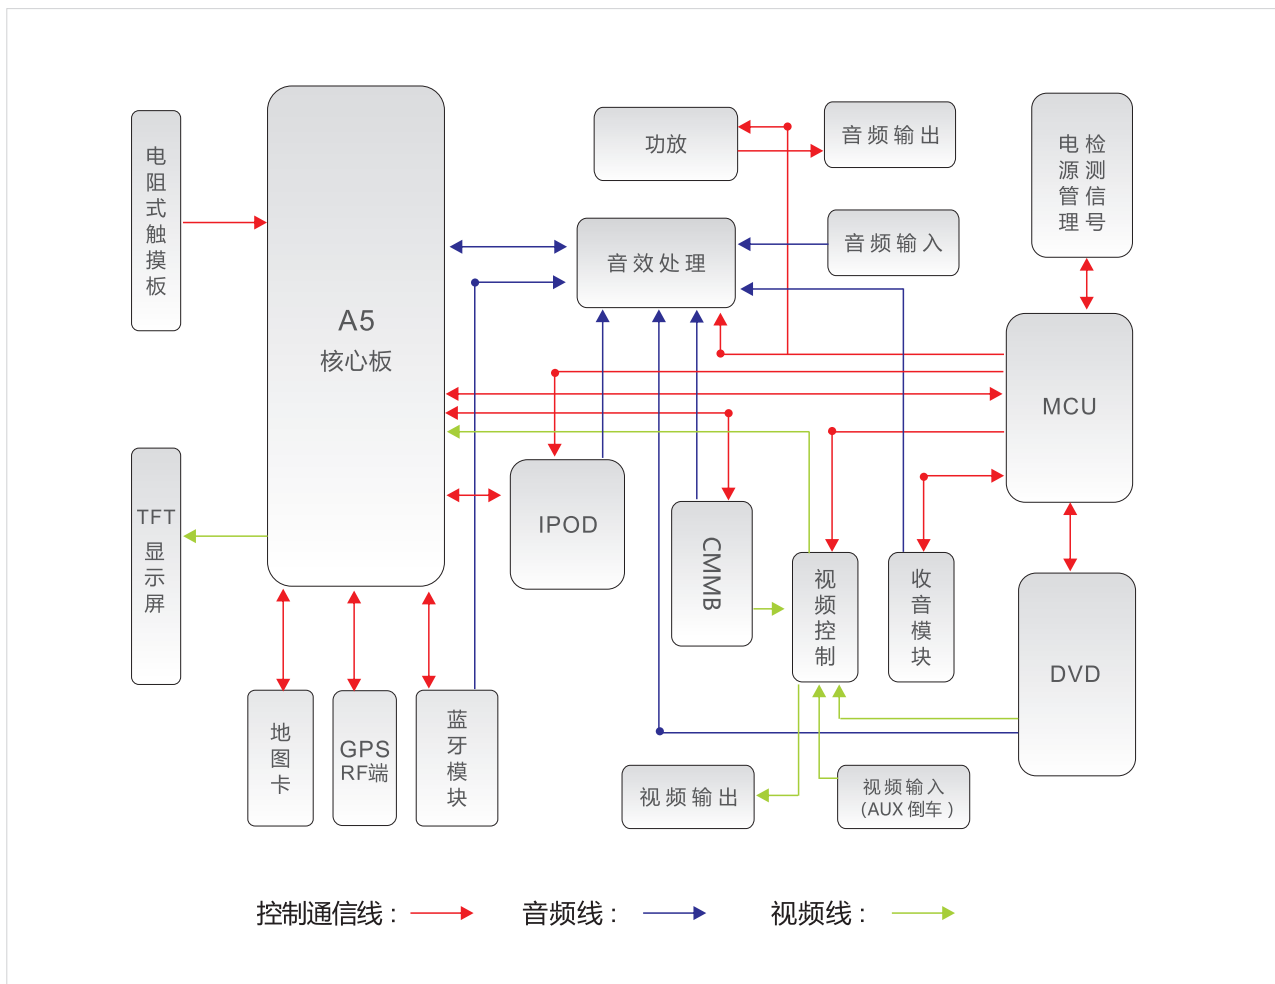 电阻式触摸板
A5
核心板
功放
音频输出
电源管理
检测信号
音效处理
音频输入
MCU
TFT
显示屏
IPOD
CMMB
视频控制
收音模块
DVD
地图卡
GPS
RF端
蓝牙模块
视频输出
视频输入
(AUX 倒车)
控制通信线：
音频线：
视频线：